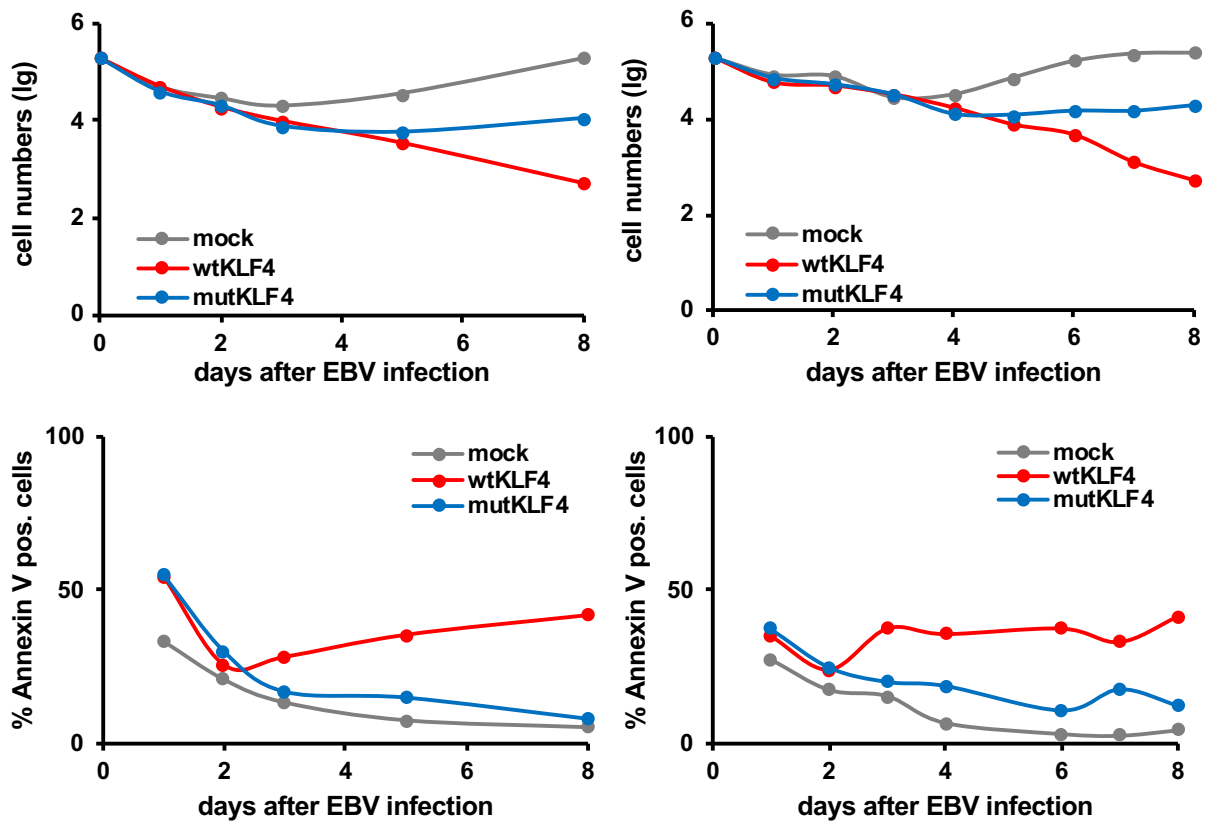 cell numbers (lg)
6
4
2
0
mock
wtKLF4
mutKLF4
0 2 4 6 8
days after EBV infection
cell numbers (lg)
6
4
2
0
mock
wtKLF4
mutKLF4
0 2 4 6 8
days after EBV infection
% Annexin V pos. cells
100
50
0
mock
wtKLF4
mutKLF4
0 2 4 6 8
days after EBV infection
% Annexin V pos. cells
100
50
0
mock
wtKLF4
mutKLF4
0 2 4 6 8
days after EBV infection